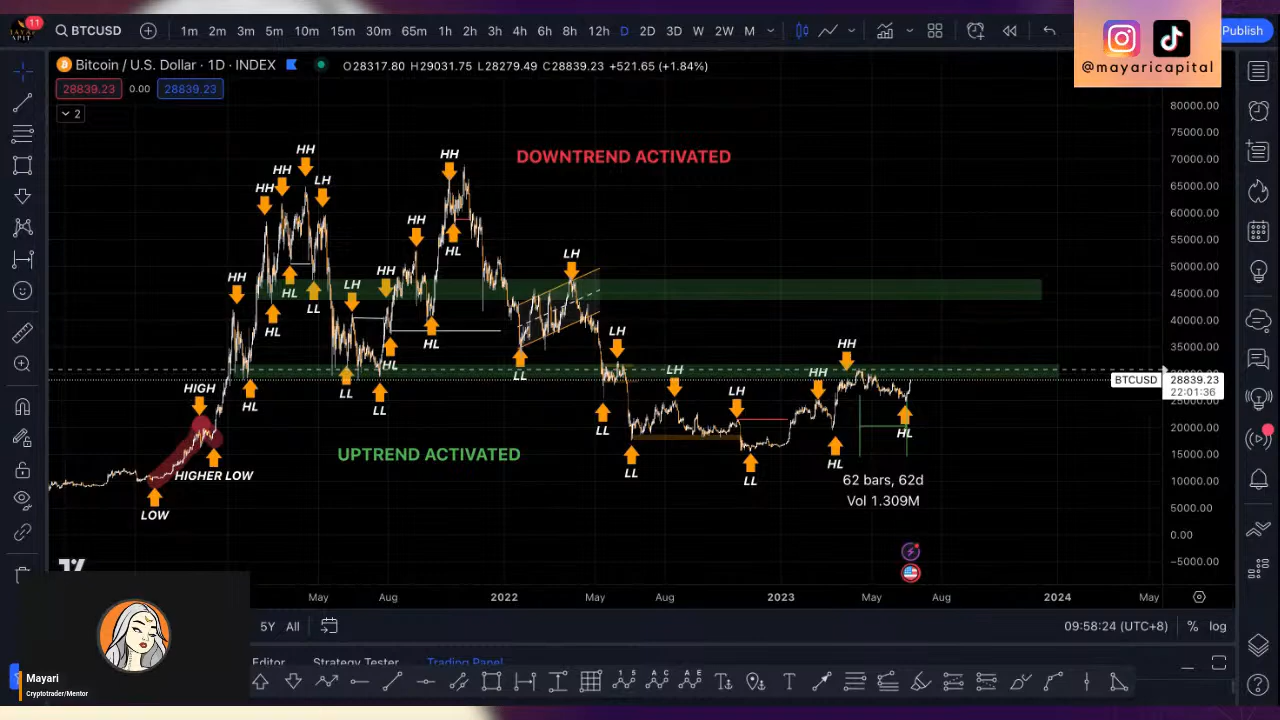 11
BTCUSD
1m 2m 3m 5m 10m 15m 30m 65m 1h 2h 3h 4h 6h 8h 12h D 2D 3D W 2W M
Publish
@mayaricapital
Bitcoin / U.S. Dollar · 1D · INDEX
O28317.80 H29031.75 L28279.49 C28839.23 +521.65 (+1.84%)
28839.23 0.00 28839.23
2
80000.00
75000.00
70000.00
65000.00
60000.00
55000.00
50000.00
45000.00
40000.00
35000.00
20000.00
15000.00
10000.00
5000.00
0.00
−5000.00
BTCUSD 28839.23
22:01:36
DOWNTREND ACTIVATED
UPTREND ACTIVATED
HH
HH
HH
HH
LH
HH
HH
HH
HL
LH
HH
LH
HL
LL
HL
HL
LH
HH
HH
LH
LH
HL
HL
LL
LL
HL
LL
LL
LL
LL
HL
HL
HIGH
HIGHER LOW
LOW
62 bars, 62d
Vol 1.309M
May Aug 2022 May Aug 2023 May Aug 2024 May
5Y All
09:58:24 (UTC+8) % log
Editor Strategy Tester Trading Panel
Mayari
Cryptotrader/Mentor